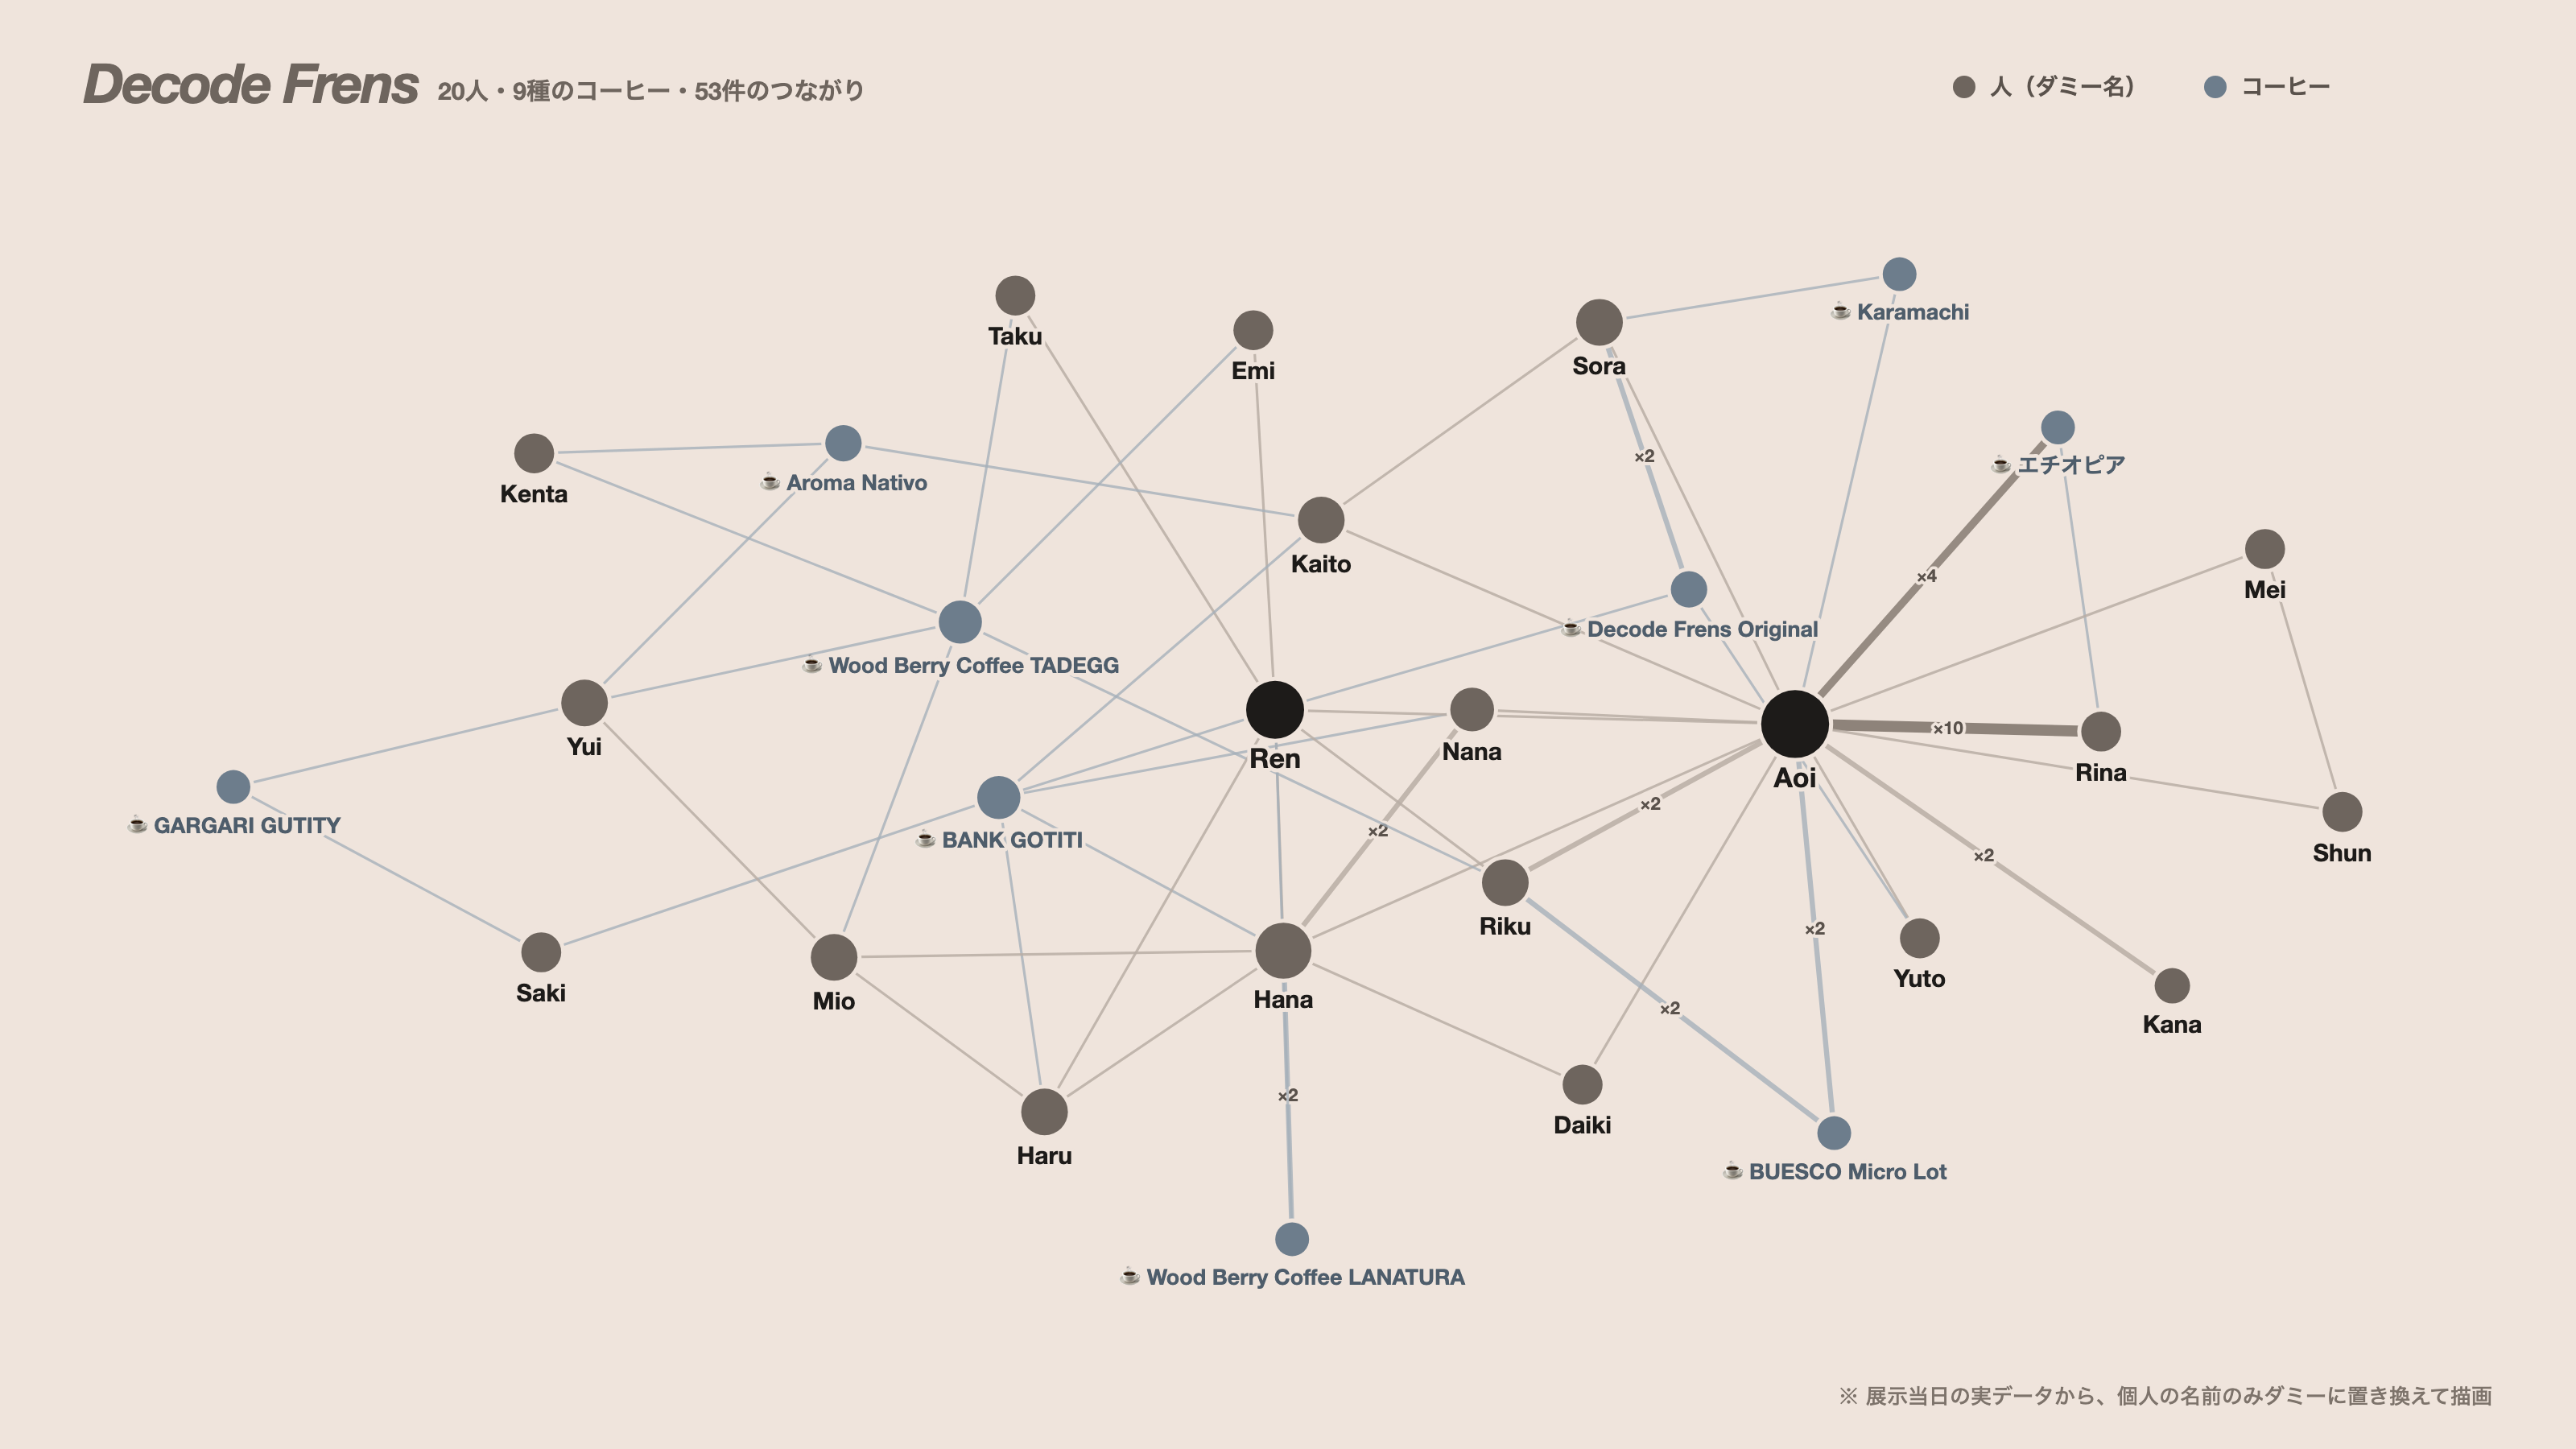 Decode Frens 20人・9種のコーヒー・53件のつながり
人（ダミー名） コーヒー
Karamachi
Taku
Sora
Emi
×2
エチオピア
Aroma Nativo
Kenta
Kaito
×4
Mei
Decode Frens Original
Wood Berry Coffee TADEGG
×10
Yui
Nana
Ren
Rina
Aoi
×2
GARGARI GUTITY
×2
BANK GOTITI
Shun
×2
Riku
×2
Yuto
Saki
Hana
Mio
×2
Kana
×2
Daiki
Haru
BUESCO Micro Lot
Wood Berry Coffee LANATURA
※ 展示当日の実データから、個人の名前のみダミーに置き換えて描画